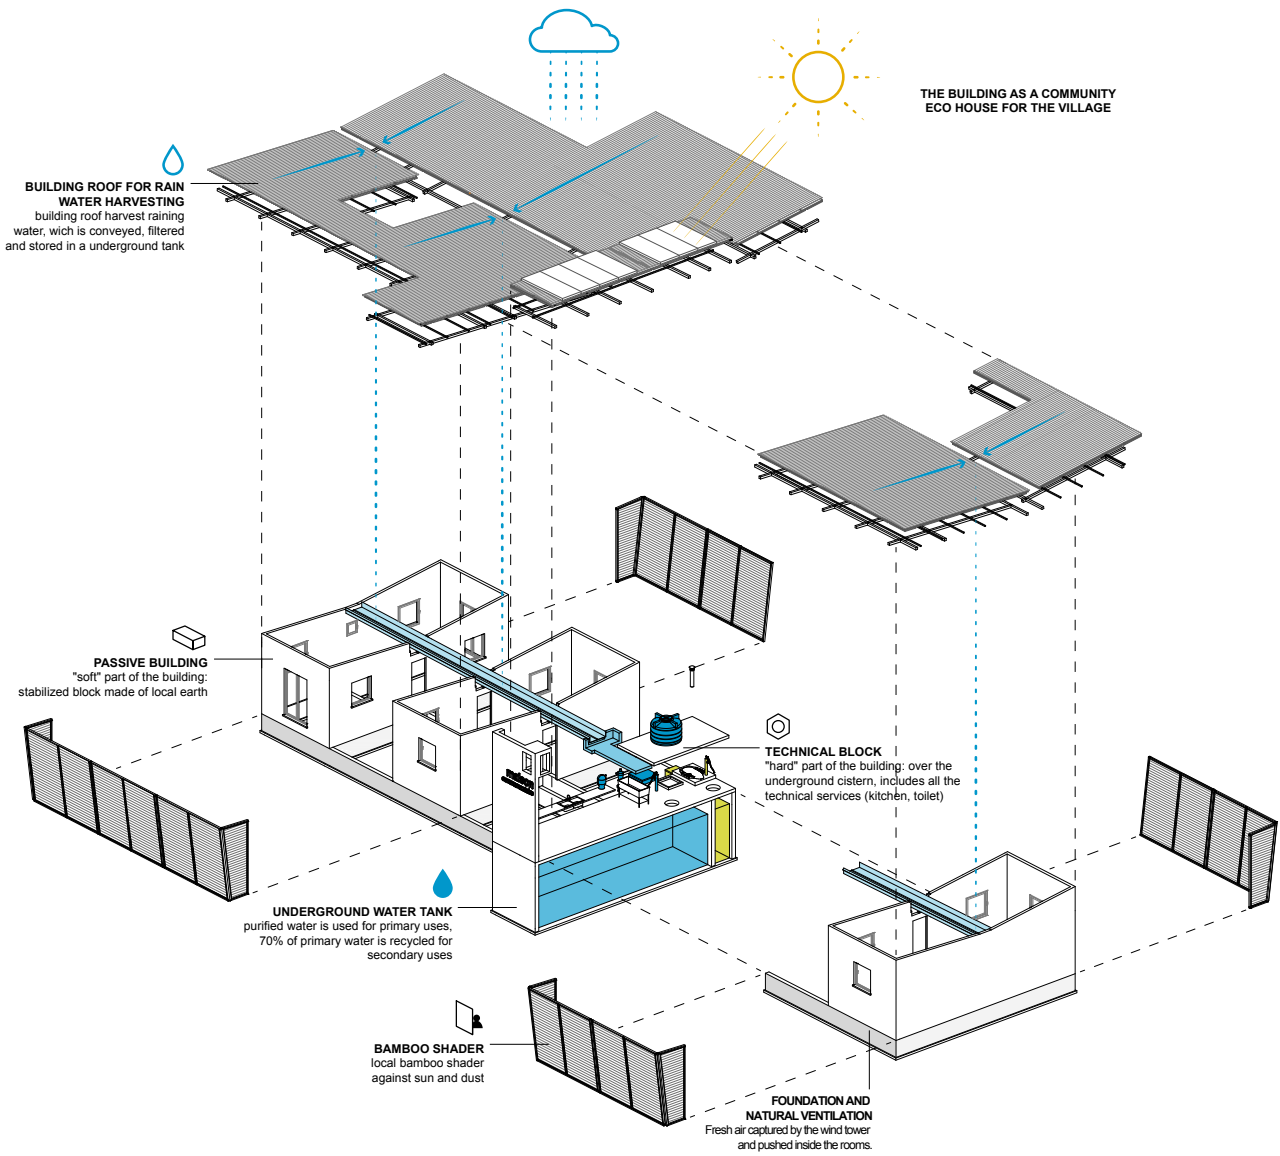 THE BUILDING AS A COMMUNITY
ECO HOUSE FOR THE VILLAGE
BUILDING ROOF FOR RAIN
WATER HARVESTING
building roof harvest raining
water, wich is conveyed, filtered
and stored in a underground tank
PASSIVE BUILDING
"soft" part of the building:
stabilized block made of local earth
TECHNICAL BLOCK
"hard" part of the building: over the
underground cistern, includes all the
technical services (kitchen, toilet)
UNDERGROUND WATER TANK
purified water is used for primary uses,
70% of primary water is recycled for
secondary uses
BAMBOO SHADER
local bamboo shader
against sun and dust
FOUNDATION AND
NATURAL VENTILATION
Fresh air captured by the wind tower
and pushed inside the rooms.